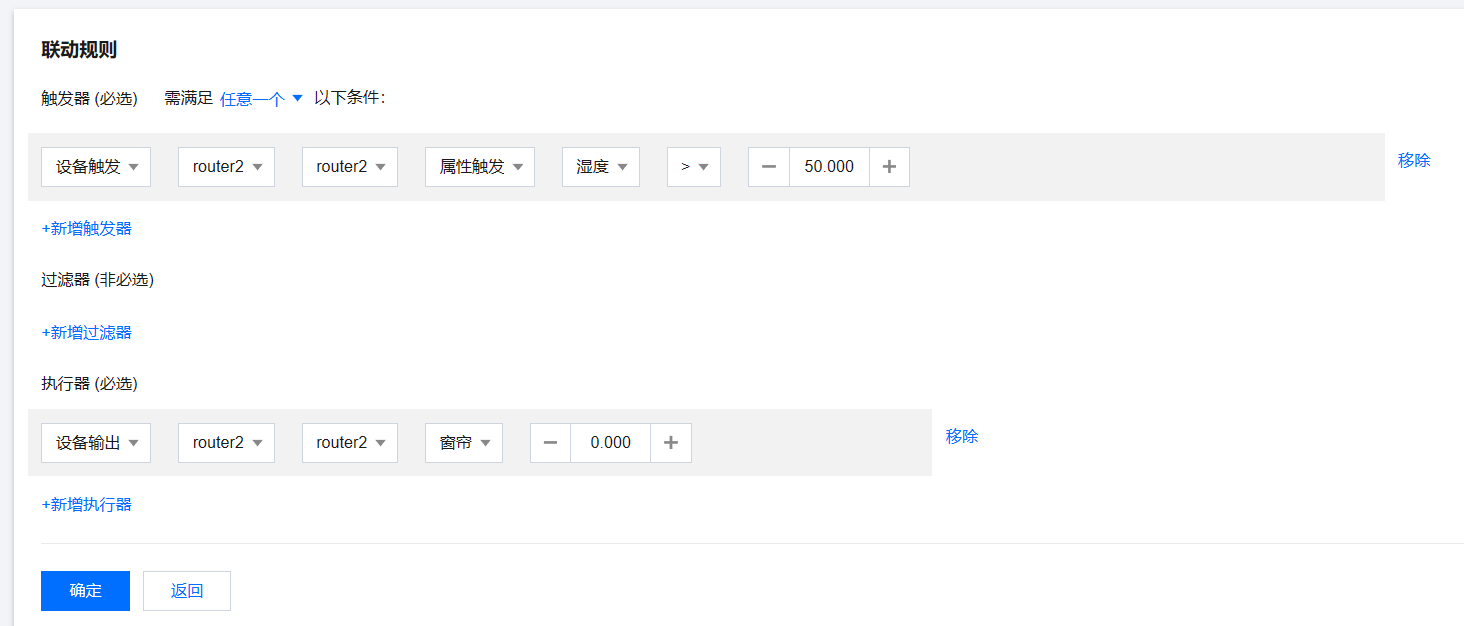 联动规则
触发器 (必选) 需满足 任意一个 以下条件:
设备触发 router2 router2 属性触发 湿度 > 50.000 移除
+新增触发器
过滤器 (非必选)
+新增过滤器
执行器 (必选)
设备输出 router2 router2 窗帘 0.000 移除
+新增执行器
确定 返回